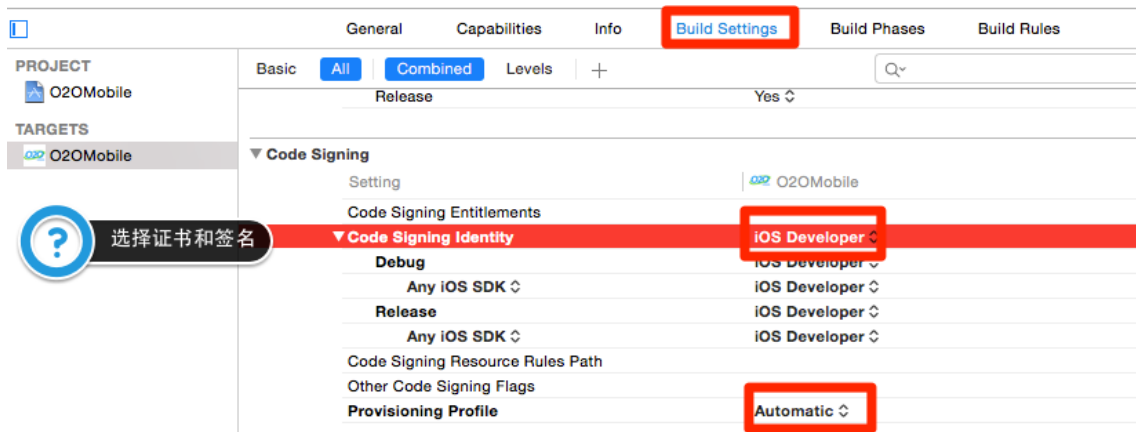 General Capabilities Info Build Settings Build Phases Build Rules
PROJECT
O2OMobile
TARGETS
O2OMobile
Basic All Combined Levels
Release Yes
Code Signing
Setting O2O O2OMobile
Code Signing Entitlements
选择证书和签名
Code Signing Identity iOS Developer
Debug iOS Developer
Any iOS SDK iOS Developer
Release iOS Developer
Any iOS SDK iOS Developer
Code Signing Resource Rules Path
Other Code Signing Flags
Provisioning Profile Automatic